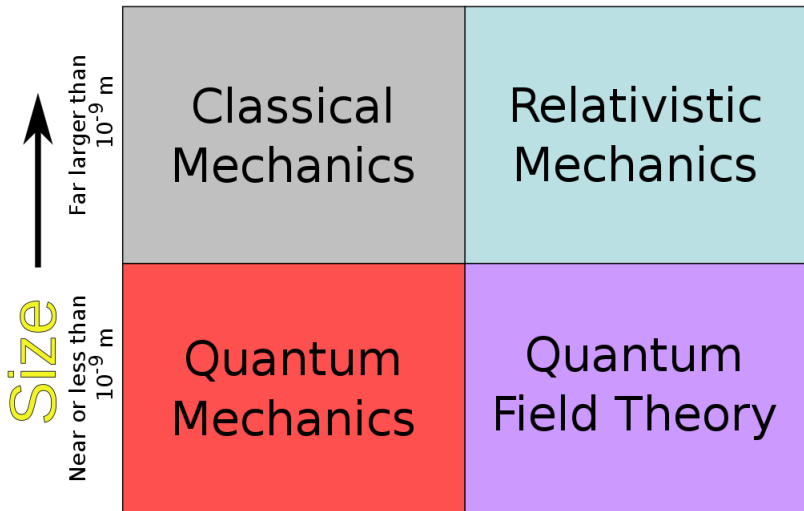 Size
Far larger than
10⁻⁹ m
Near or less than
10⁻⁹ m
Classical
Mechanics
Relativistic
Mechanics
Quantum
Mechanics
Quantum
Field Theory